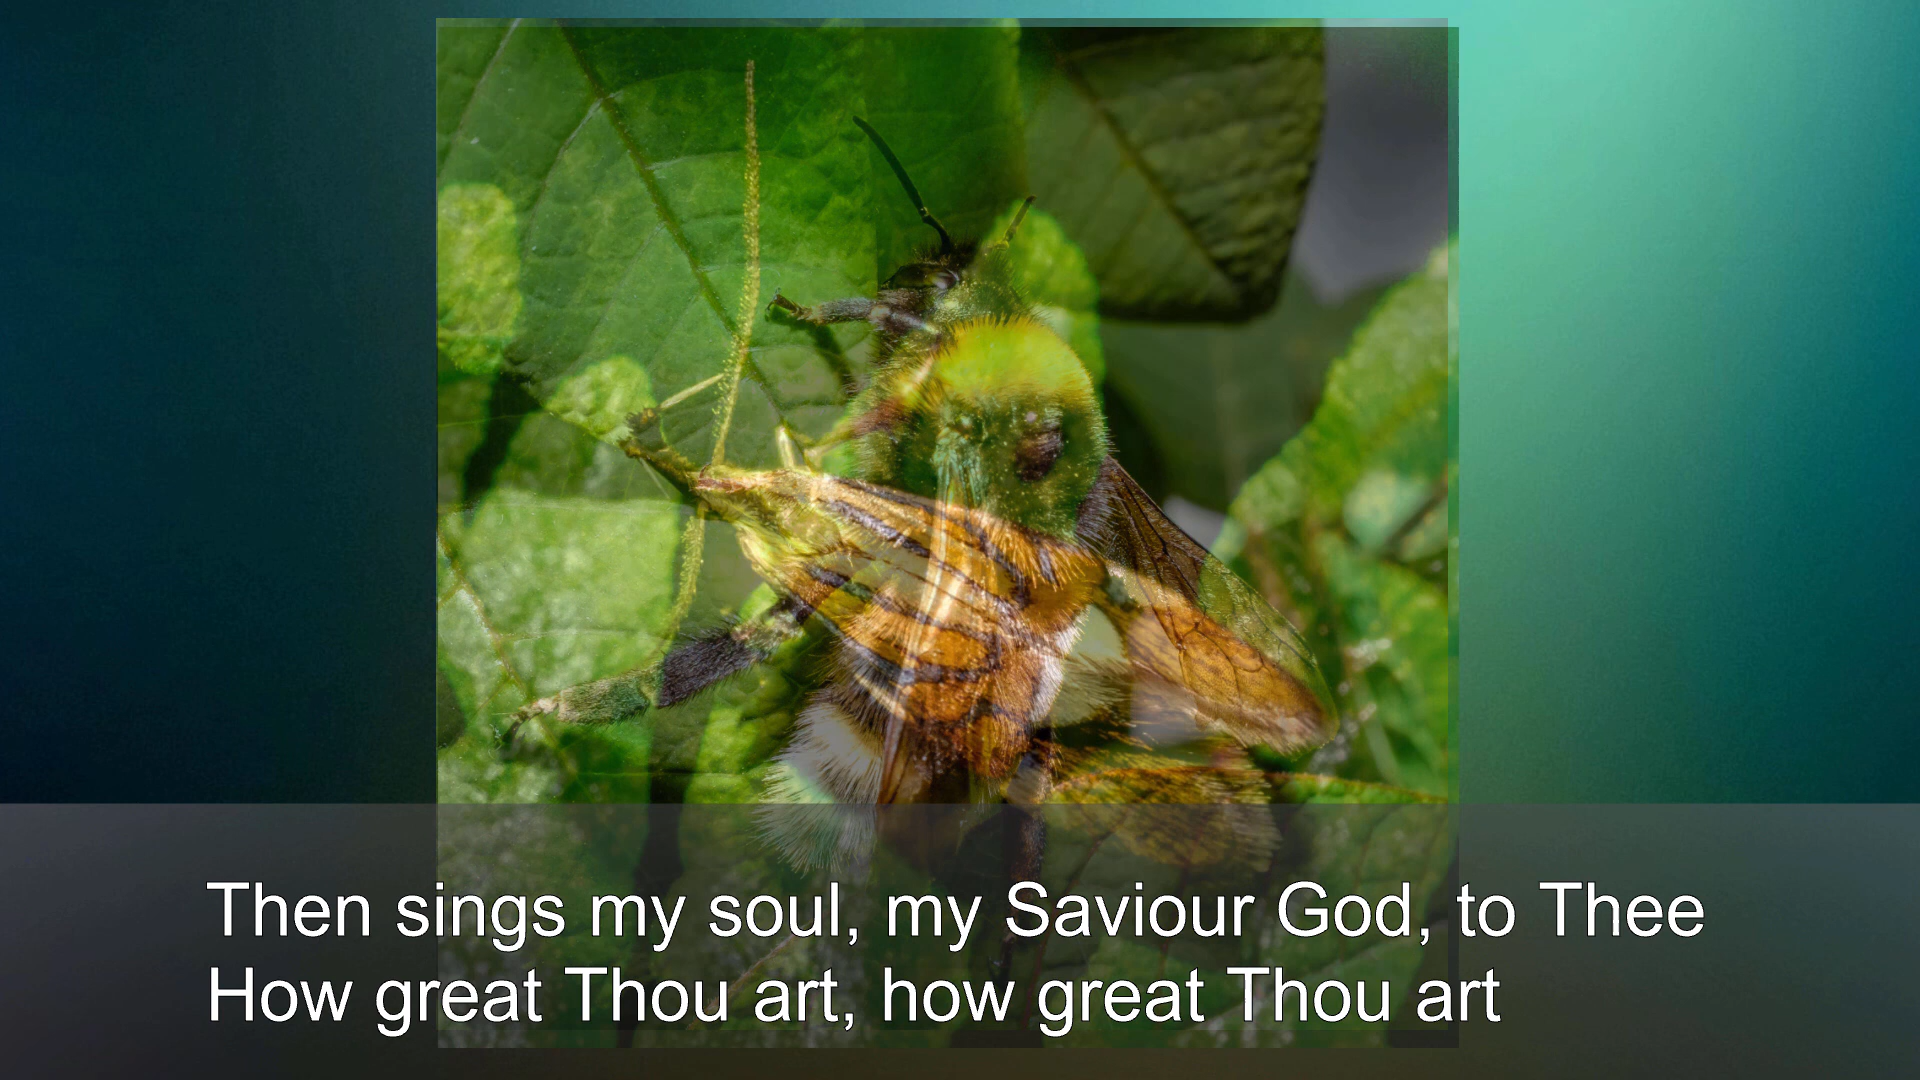 Then sings my soul, my Saviour God, to Thee
How great Thou art, how great Thou art